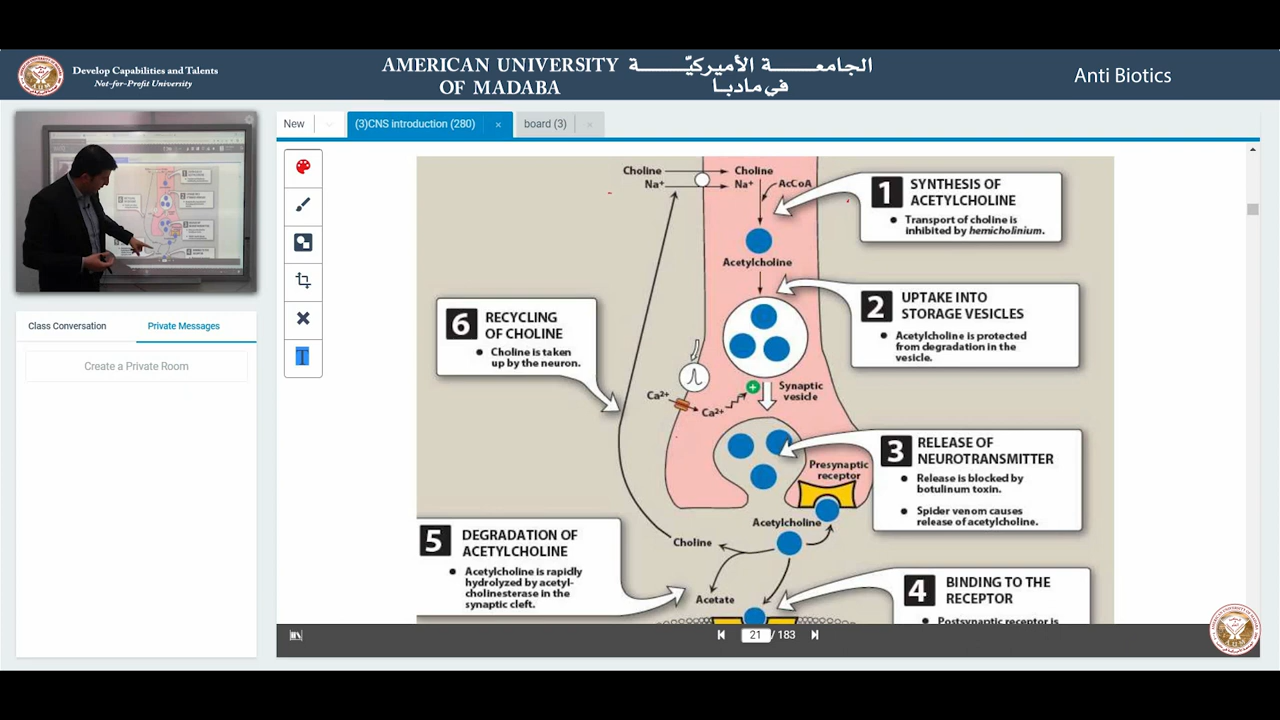 Develop Capabilities and Talents
Not-for-Profit University
AMERICAN UNIVERSITY
OF MADABA
الجامعة الأميركية
في مادبا
Anti Biotics
New
(3)CNS introduction (280)
board (3)
Class Conversation
Private Messages
Create a Private Room
Choline
Choline
Na⁺
Na⁺
AcCoA
1
SYNTHESIS OF
ACETYLCHOLINE
• Transport of choline is
inhibited by hemicholinium.
Acetylcholine
2
UPTAKE INTO
STORAGE VESICLES
• Acetylcholine is protected
from degradation in the
vesicle.
6
RECYCLING
OF CHOLINE
• Choline is taken
up by the neuron.
Ca²⁺
Ca²⁺
+
Synaptic
vesicle
3
RELEASE OF
NEUROTRANSMITTER
• Release is blocked by
botulinum toxin.
• Spider venom causes
release of acetylcholine.
Presynaptic
receptor
Acetylcholine
5
DEGRADATION OF
ACETYLCHOLINE
• Acetylcholine is rapidly
hydrolyzed by acetyl-
cholinesterase in the
synaptic cleft.
Choline
Acetate
4
BINDING TO THE
RECEPTOR
• Postsynaptic receptor is
21 / 183